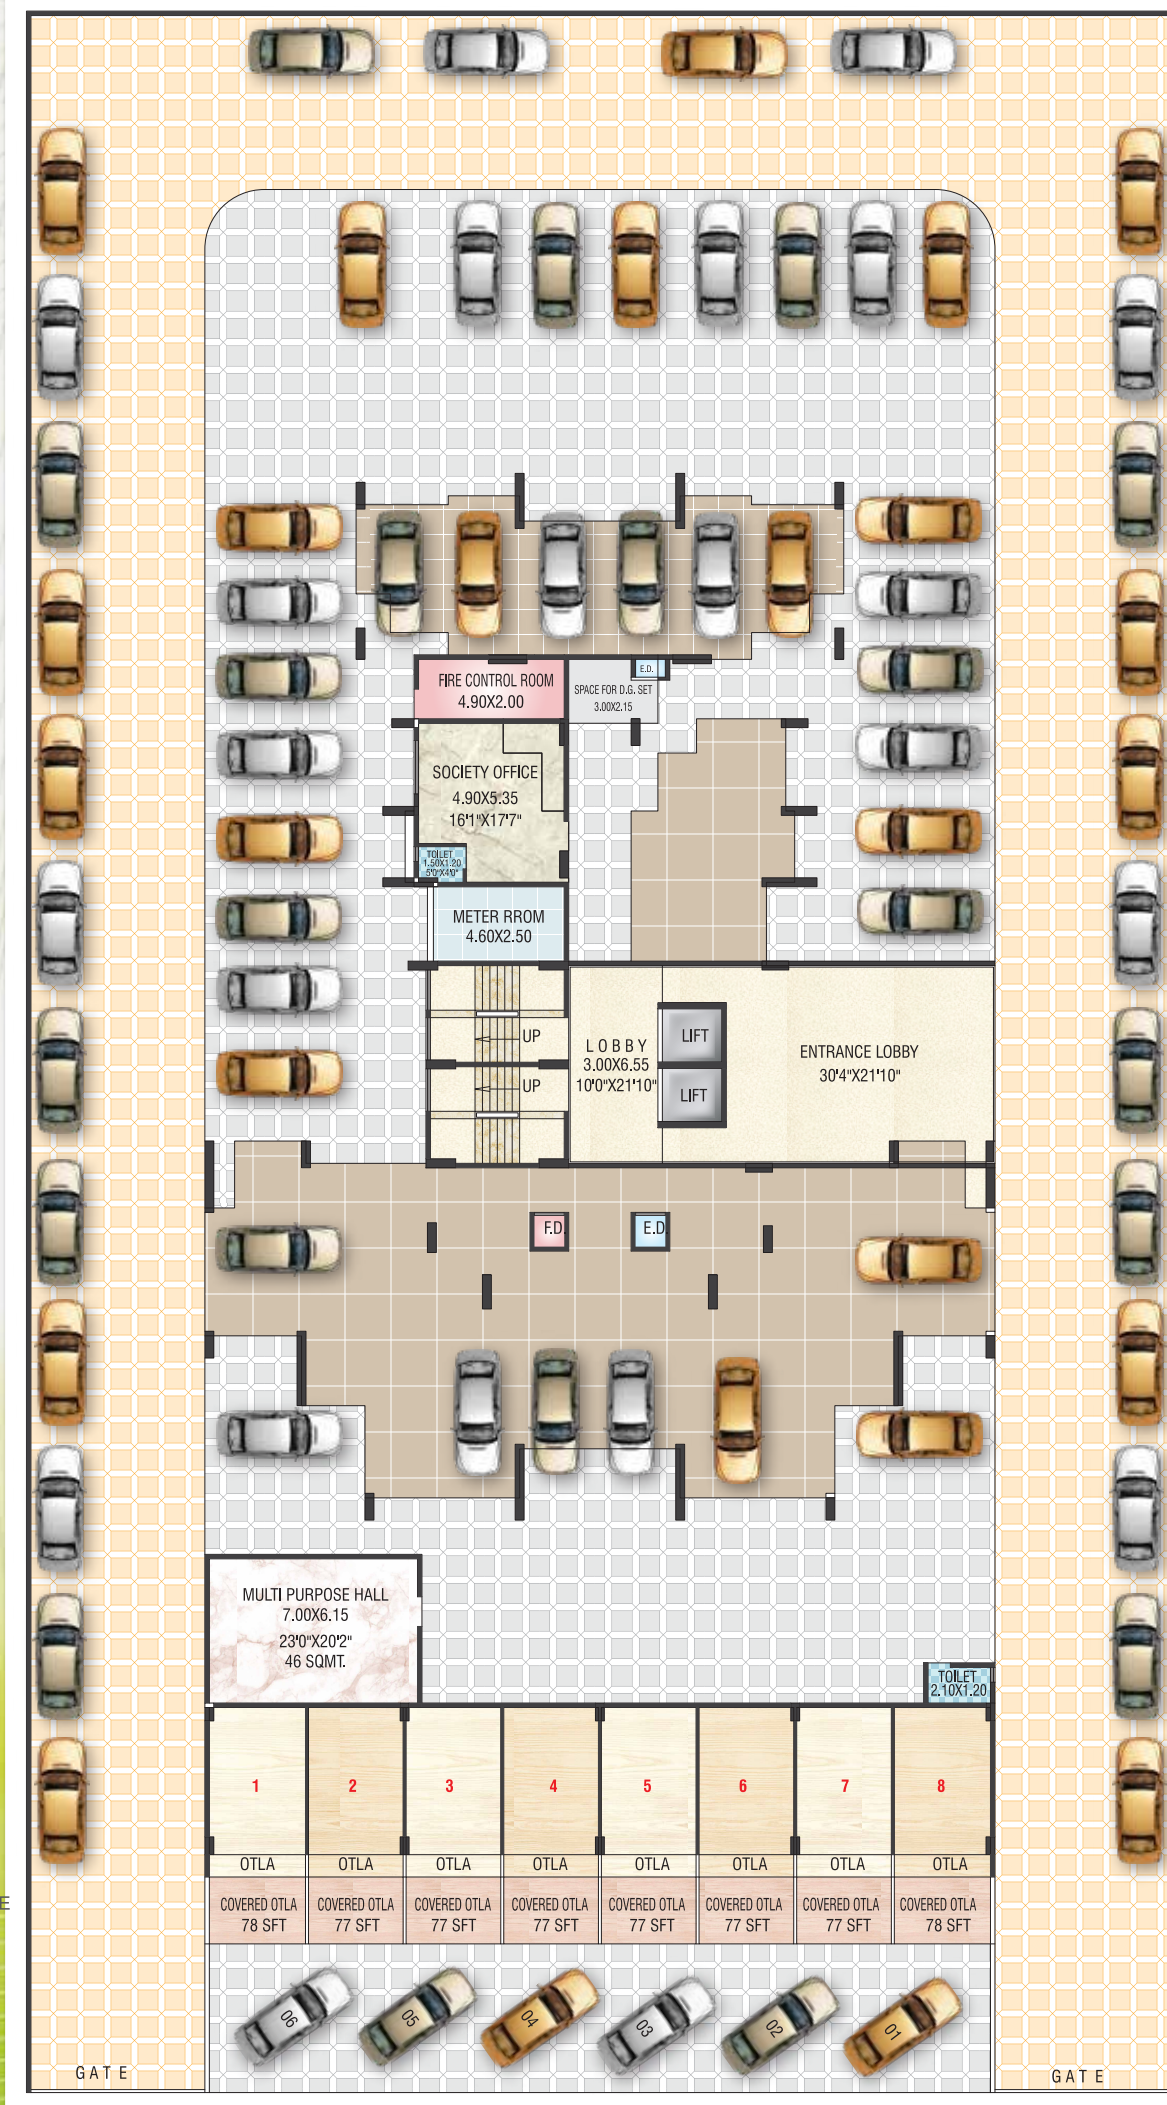 FIRE CONTROL ROOM
4.90X2.00
E.D.
SPACE FOR D.G. SET
3.00X2.15
SOCIETY OFFICE
4.90X5.35
16'1"X17'7"
TOILET
1.50X1.20
5'0"X4'0"
METER RROM
4.60X2.50
UP
UP
LOBBY
3.00X6.55
10'0"X21'10"
LIFT
LIFT
ENTRANCE LOBBY
30'4"X21'10"
F.D.
E.D
MULTI PURPOSE HALL
7.00X6.15
23'0"X20'2"
46 SQMT.
TOILET
2.10X1.20
1 2 3 4 5 6 7 8
OTLA OTLA OTLA OTLA OTLA OTLA OTLA OTLA
COVERED OTLA COVERED OTLA COVERED OTLA COVERED OTLA COVERED OTLA COVERED OTLA COVERED OTLA COVERED OTLA
78 SFT 77 SFT 77 SFT 77 SFT 77 SFT 77 SFT 77 SFT 78 SFT
E
06 05 04 03 02 01
GATE GATE